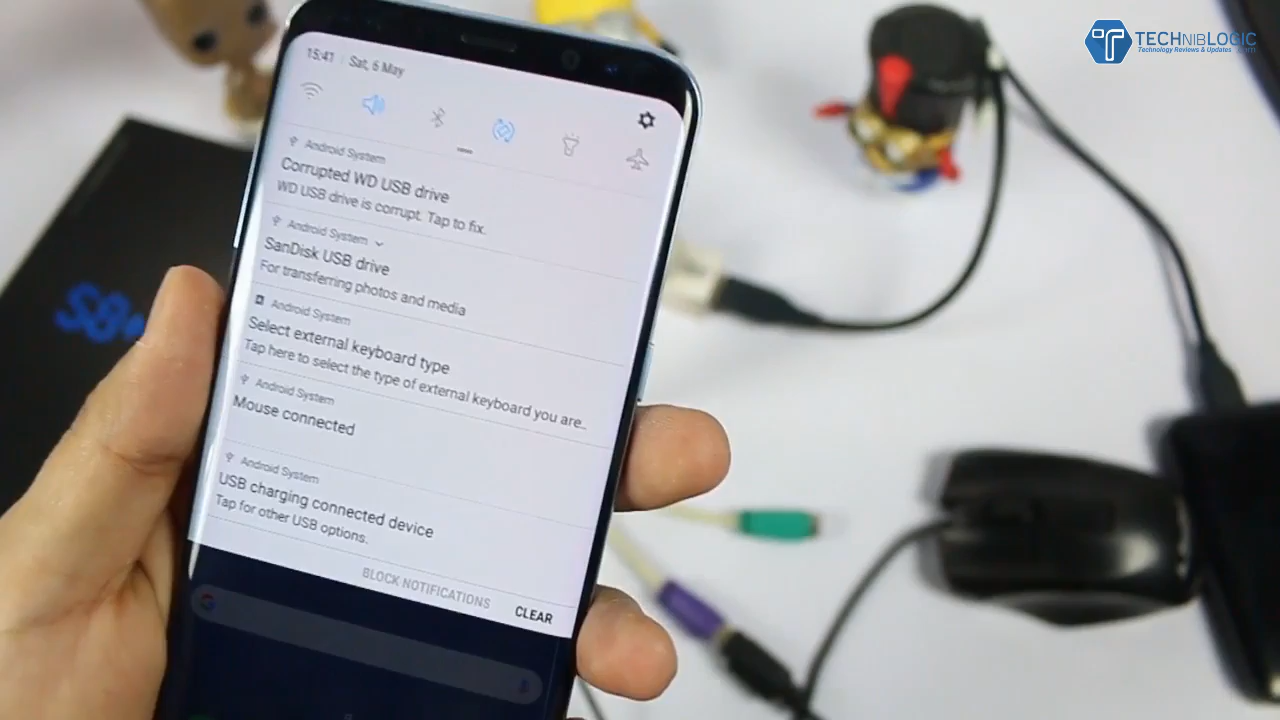 TECHNIBLOGIC.com
Technology Reviews & Updates
15:41 | Sat, 6 May
Android System
Corrupted WD USB drive
WD USB drive is corrupt. Tap to fix.
Android System
SanDisk USB drive
For transferring photos and media
Android System
Select external keyboard type
Tap here to select the type of external keyboard you are..
Android System
Mouse connected
Android System
USB charging connected device
Tap for other USB options.
BLOCK NOTIFICATIONS CLEAR
S8+